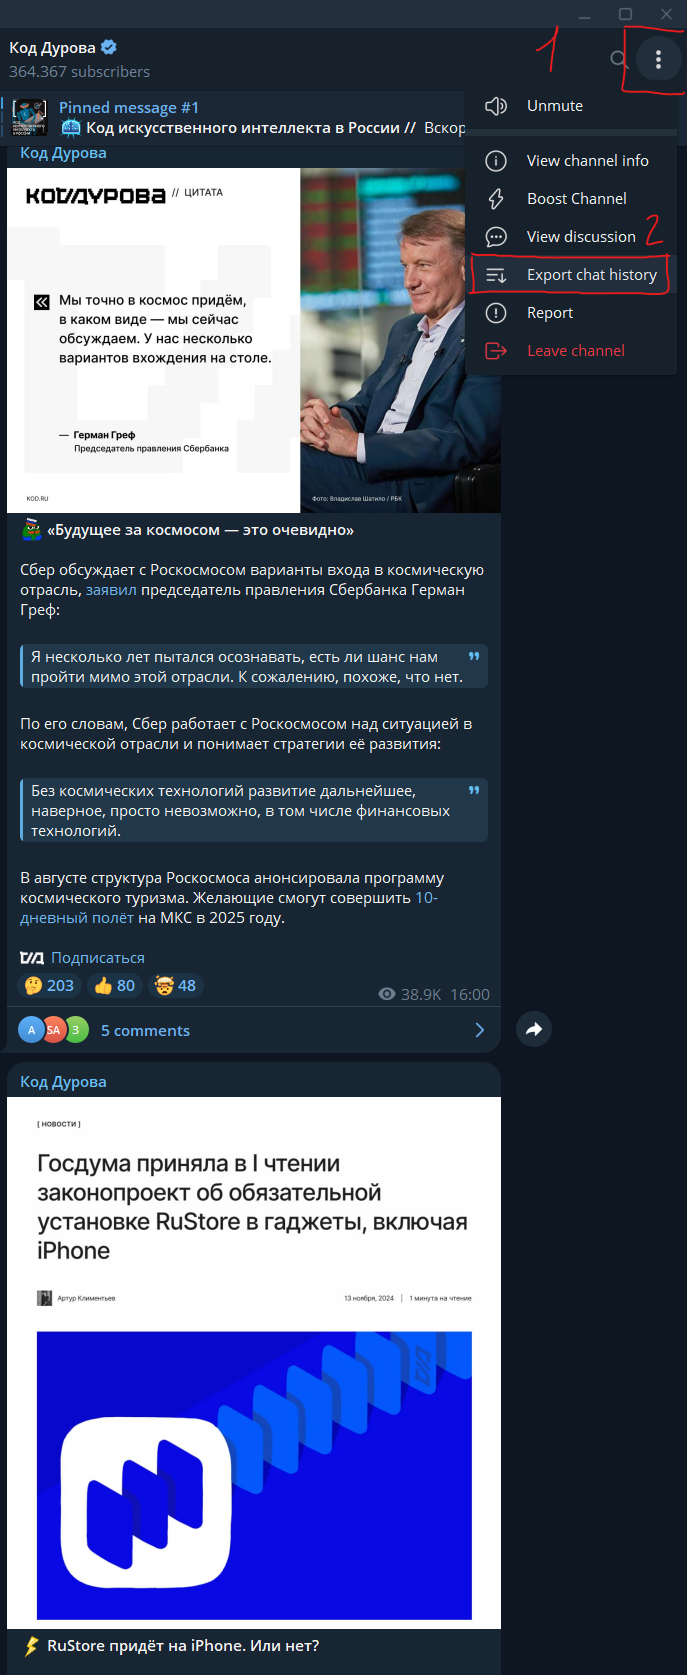 1
Код Дурова
364.367 subscribers
Pinned message #1
Код искусственного интеллекта в России // Вскор
Unmute
View channel info
Boost Channel
View discussion
2
Export chat history
Report
Leave channel
Код Дурова
КОД ДУРОВА // ЦИТАТА
« Мы точно в космос придём,
в каком виде — мы сейчас
обсуждаем. У нас несколько
вариантов вхождения на столе.
— Герман Греф
Председатель правления Сбербанка
KOD.RU
Фото: Владислав Шатило / РБК
«Будущее за космосом — это очевидно»
Сбер обсуждает с Роскосмосом варианты входа в космическую
отрасль, заявил председатель правления Сбербанка Герман
Греф:
Я несколько лет пытался осознавать, есть ли шанс нам
пройти мимо этой отрасли. К сожалению, похоже, что нет.
По его словам, Сбер работает с Роскосмосом над ситуацией в
космической отрасли и понимает стратегии её развития:
Без космических технологий развитие дальнейшее,
наверное, просто невозможно, в том числе финансовых
технологий.
В августе структура Роскосмоса анонсировала программу
космического туризма. Желающие смогут совершить 10-
дневный полёт на МКС в 2025 году.
Подписаться
203 80 48
38.9K 16:00
A SA З 5 comments
Код Дурова
[ НОВОСТИ ]
Госдума приняла в I чтении
законопроект об обязательной
установке RuStore в гаджеты, включая
iPhone
Артур Климентьев
13 ноября, 2024 | 1 минута на чтение
RuStore придёт на iPhone. Или нет?